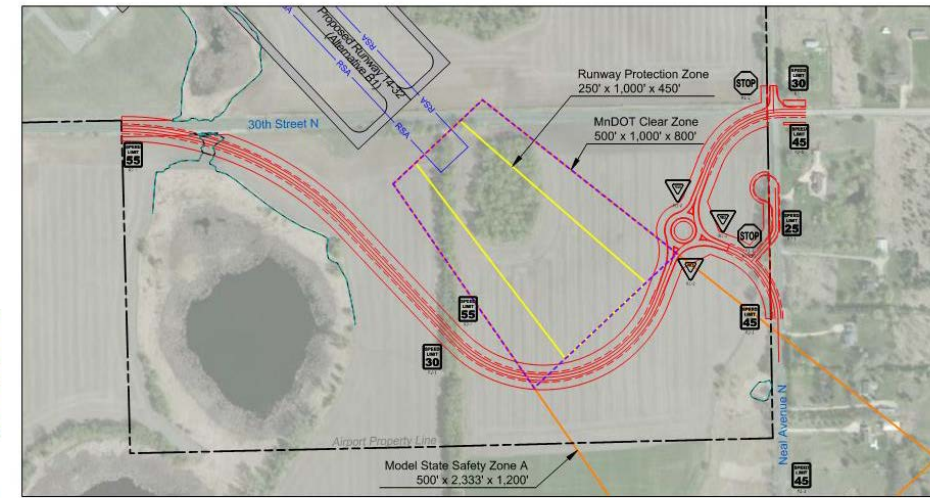 Proposed Runway 14-32
(Alternative B1)
RSA
RSA
RSA
RSA
30th Street N
Runway Protection Zone
250' x 1,000' x 450'
MnDOT Clear Zone
500' x 1,000' x 800'
STOP
SPEED
LIMIT
30
SPEED
LIMIT
45
SPEED
LIMIT
55
STOP
SPEED
LIMIT
25
SPEED
LIMIT
55
SPEED
LIMIT
45
SPEED
LIMIT
30
Neal Avenue N
Airport Property Line
Model State Safety Zone A
500' x 2,333' x 1,200'
SPEED
LIMIT
45